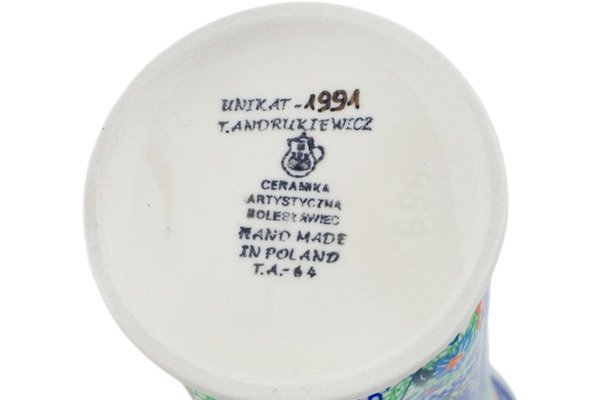 UNIKAT-1991
T.ANDRUKIEWICZ
CERAMIKA
ARTYSTYCZNA
BOLESŁAWIEC
HAND MADE
IN POLAND
T.A.-64